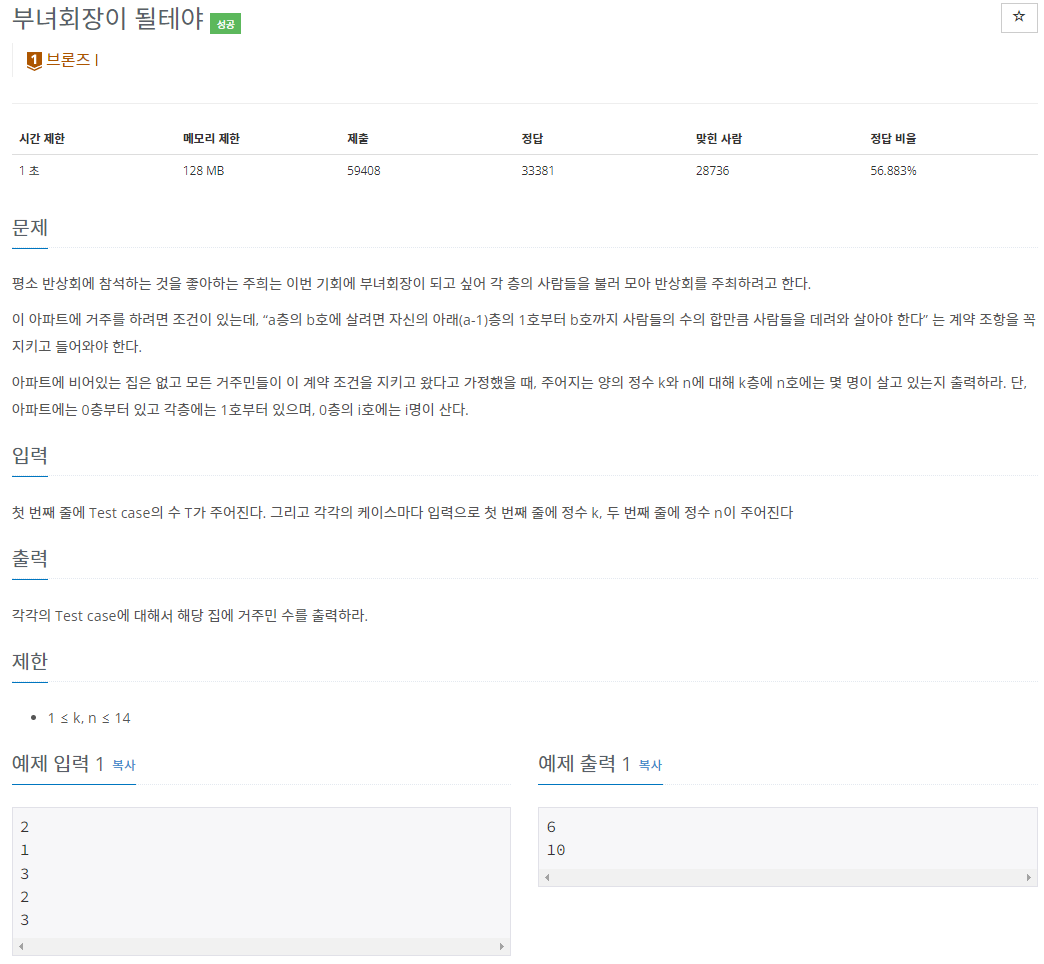 부녀회장이 될테야 성공
☆
1 브론즈 I
시간 제한 메모리 제한 제출 정답 맞힌 사람 정답 비율
1 초 128 MB 59408 33381 28736 56.883%
문제
평소 반상회에 참석하는 것을 좋아하는 주희는 이번 기회에 부녀회장이 되고 싶어 각 층의 사람들을 불러 모아 반상회를 주최하려고 한다.
이 아파트에 거주를 하려면 조건이 있는데, “a층의 b호에 살려면 자신의 아래(a-1)층의 1호부터 b호까지 사람들의 수의 합만큼 사람들을 데려와 살아야 한다” 는 계약 조항을 꼭
지키고 들어와야 한다.
아파트에 비어있는 집은 없고 모든 거주민들이 이 계약 조건을 지키고 왔다고 가정했을 때, 주어지는 양의 정수 k와 n에 대해 k층에 n호에는 몇 명이 살고 있는지 출력하라. 단,
아파트에는 0층부터 있고 각층에는 1호부터 있으며, 0층의 i호에는 i명이 산다.
입력
첫 번째 줄에 Test case의 수 T가 주어진다. 그리고 각각의 케이스마다 입력으로 첫 번째 줄에 정수 k, 두 번째 줄에 정수 n이 주어진다
출력
각각의 Test case에 대해서 해당 집에 거주민 수를 출력하라.
제한
• 1 ≤ k, n ≤ 14
예제 입력 1 복사
2
1
3
2
3
예제 출력 1 복사
6
10